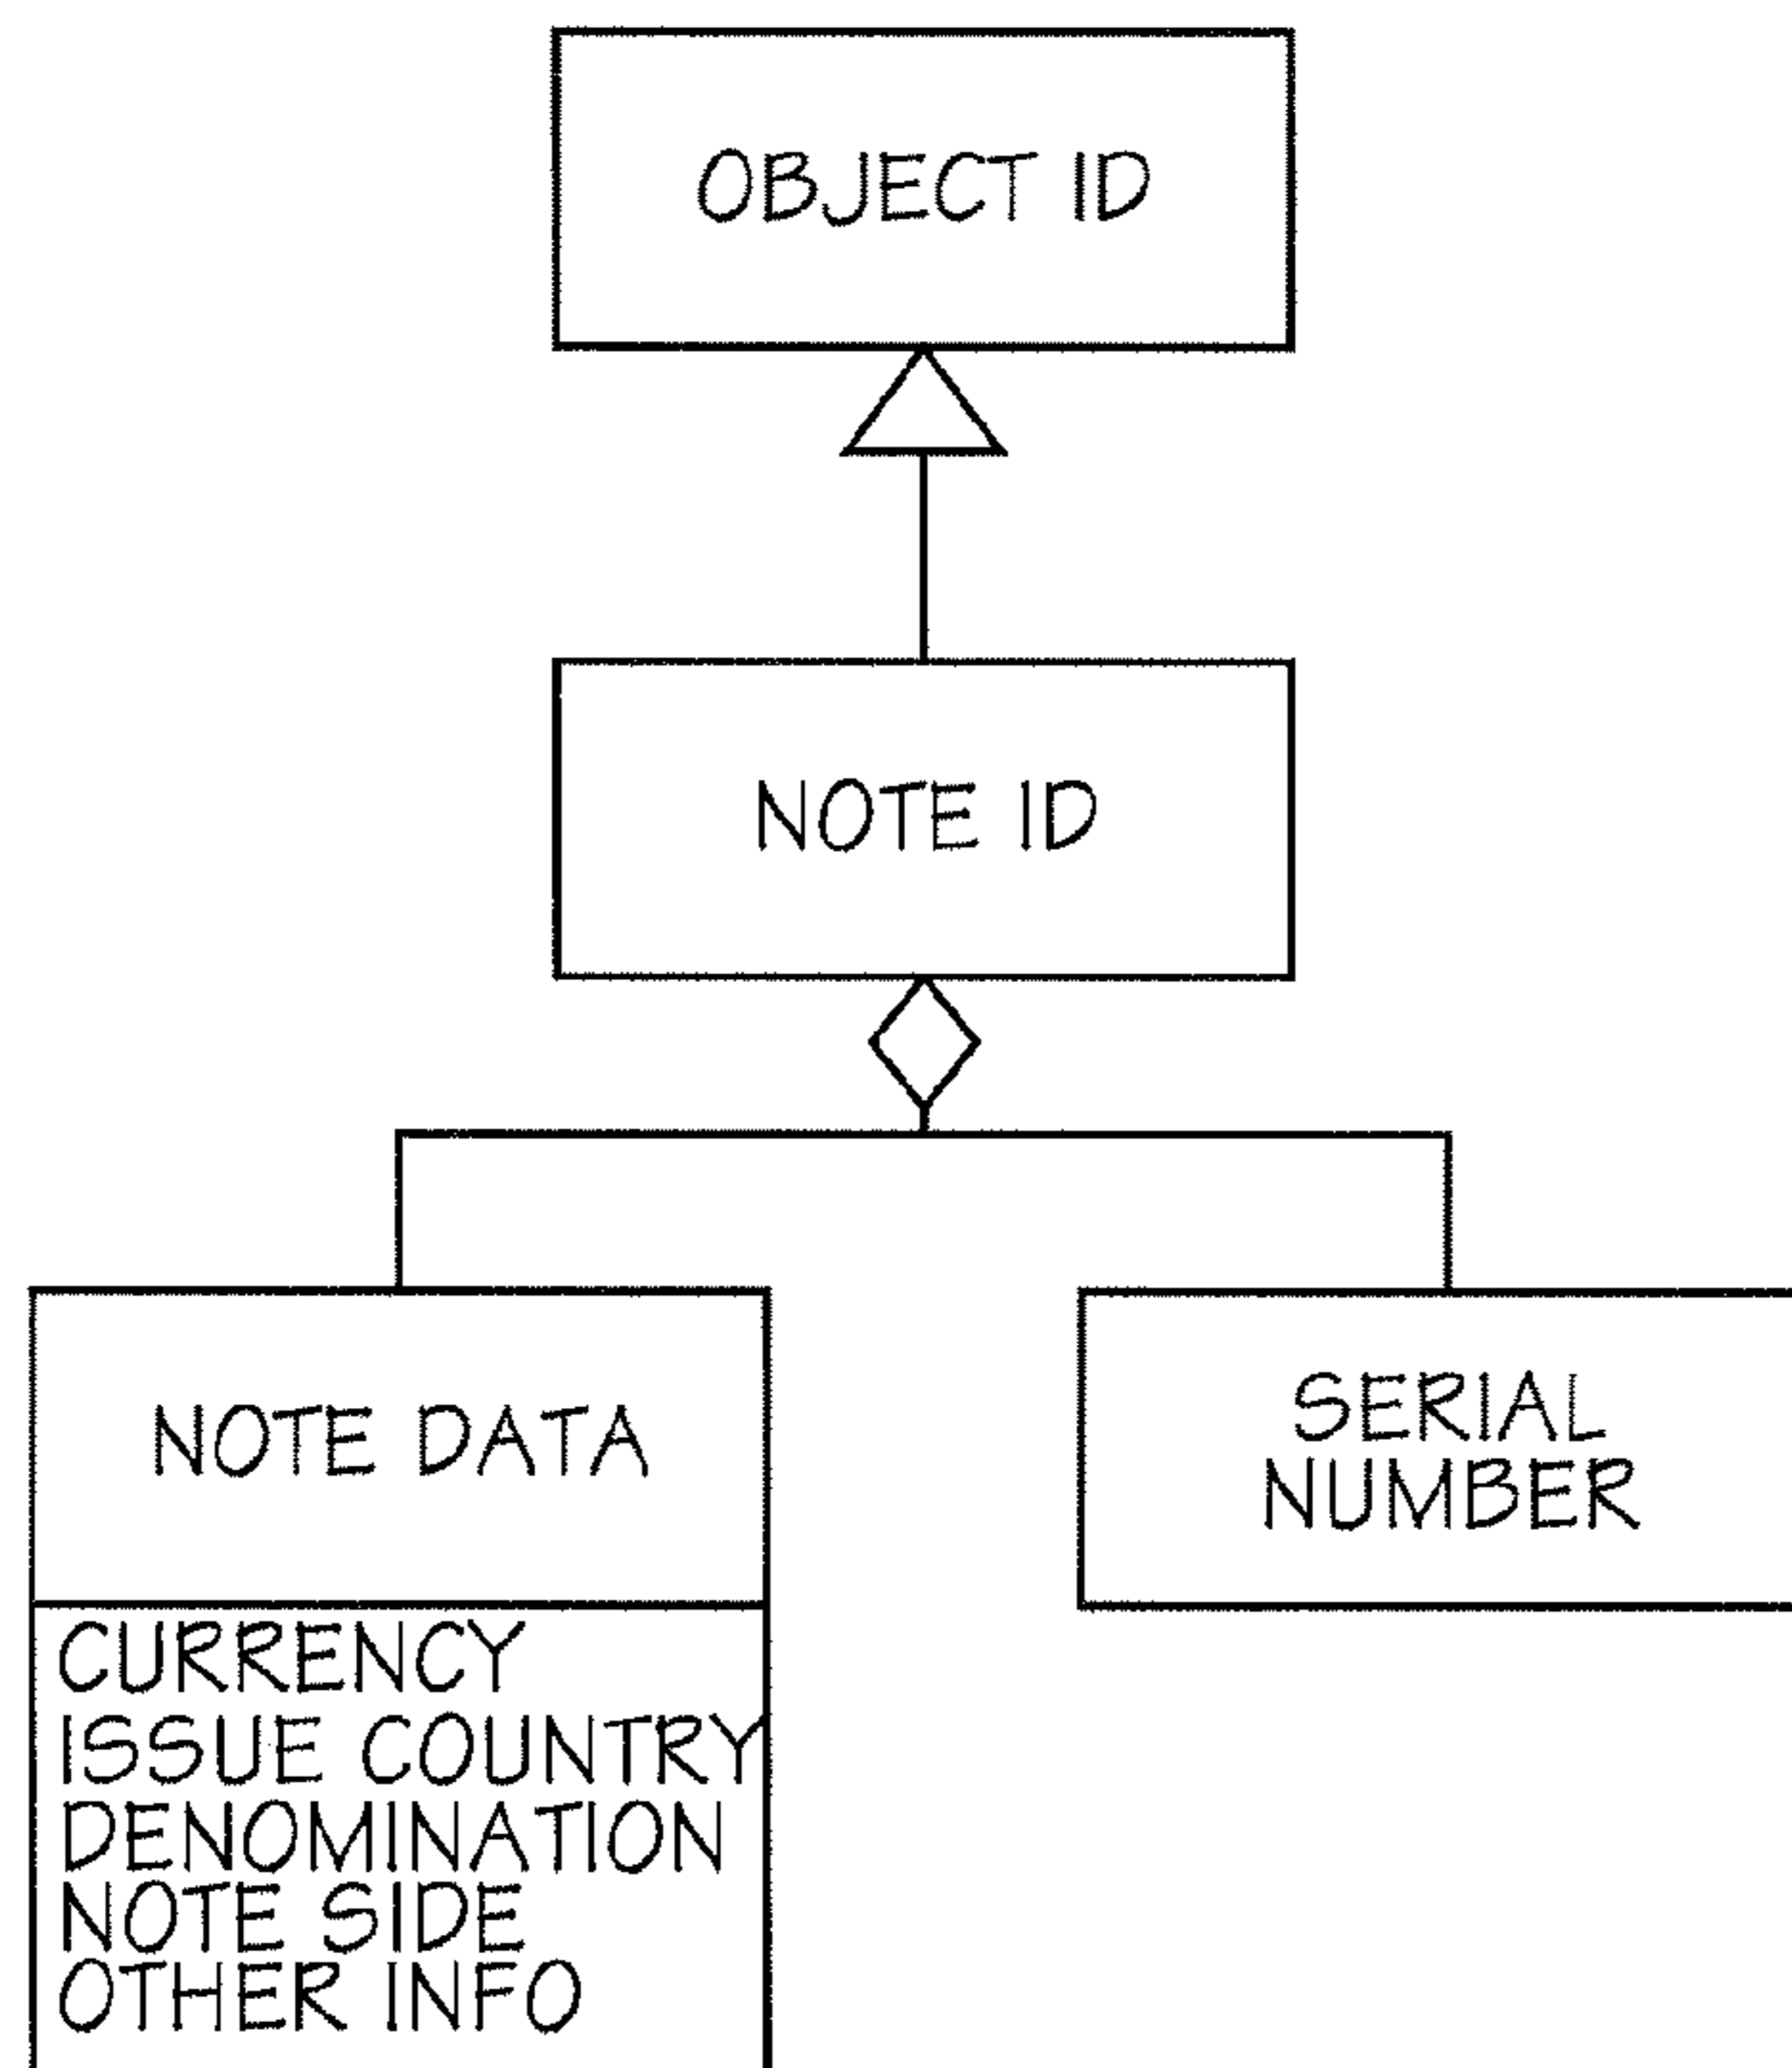 OBJECT ID
NOTE ID
NOTE DATA
CURRENCY
ISSUE COUNTRY
DENOMINATION
NOTE SIDE
OTHER INFO
SERIAL
NUMBER